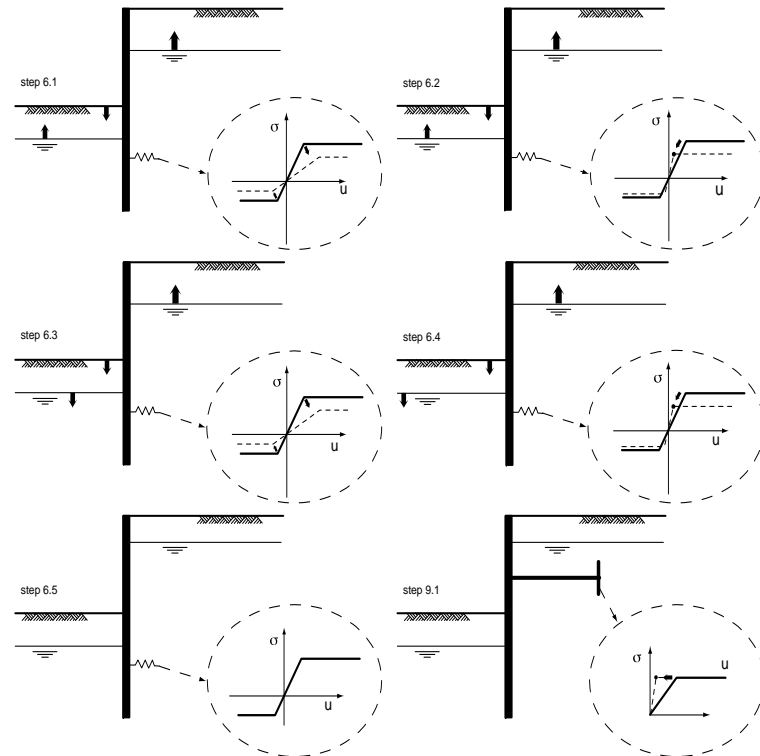 step 6.1
σ
u
step 6.2
σ
u
step 6.3
σ
u
step 6.4
σ
u
step 6.5
σ
u
step 9.1
σ
u